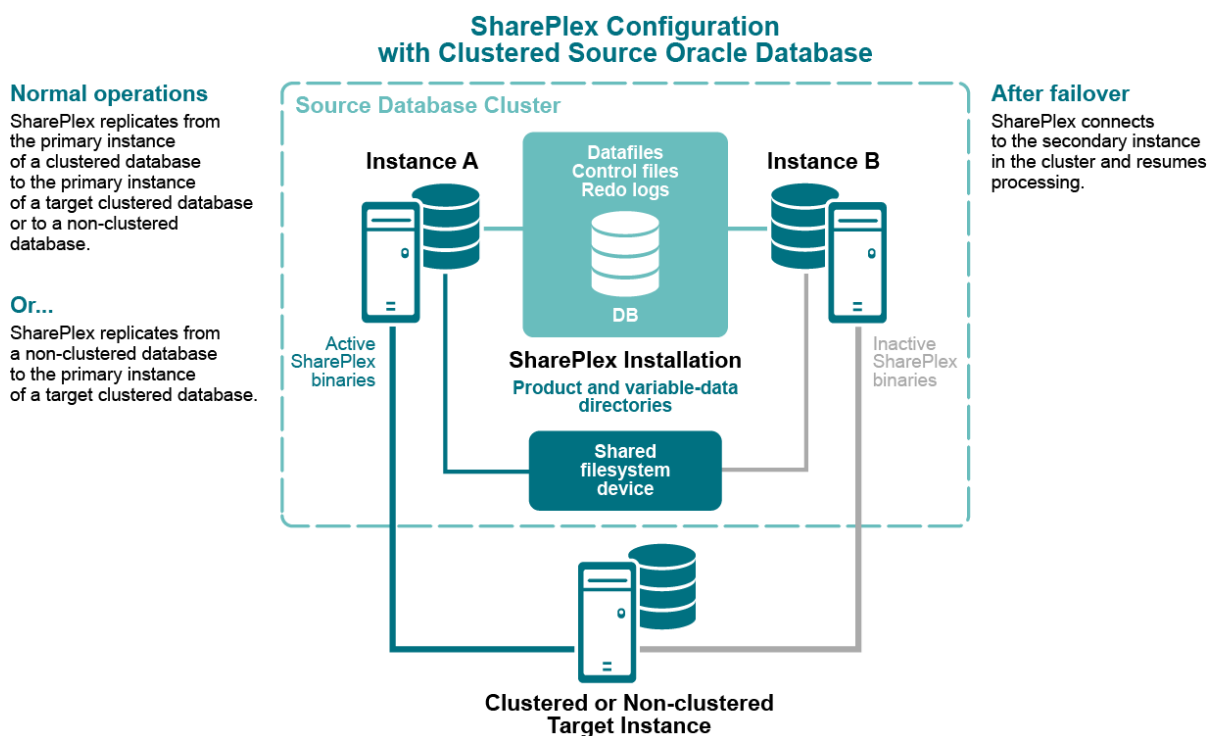 SharePlex Configuration
with Clustered Source Oracle Database
Normal operations
SharePlex replicates from
the primary instance
of a clustered database
to the primary instance
of a target clustered database
or to a non-clustered
database.
Or...
SharePlex replicates from
a non-clustered database
to the primary instance
of a target clustered database.
Source Database Cluster
Instance A
Datafiles
Control files
Redo logs
DB
Instance B
Active
SharePlex
binaries
SharePlex Installation
Product and variable-data
directories
Inactive
SharePlex
binaries
Shared
filesystem
device
After failover
SharePlex connects
to the secondary instance
in the cluster and resumes
processing.
Clustered or Non-clustered
Target Instance